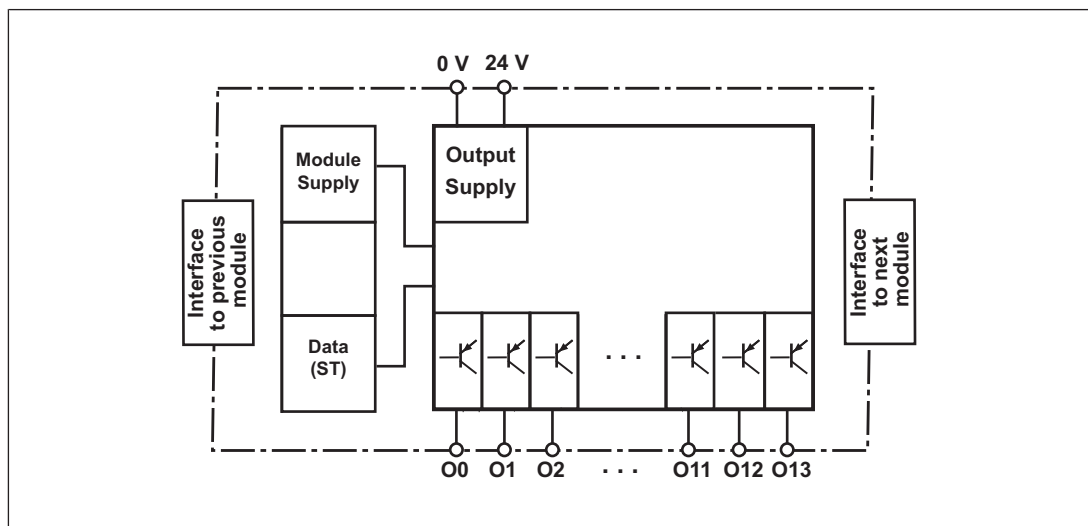 0 V 24 V
Module
Supply
Output
Supply
Interface
to previous
module
Interface
to next
module
Data
(ST)
. . .
O0 O1 O2 . . . O11 O12 O13